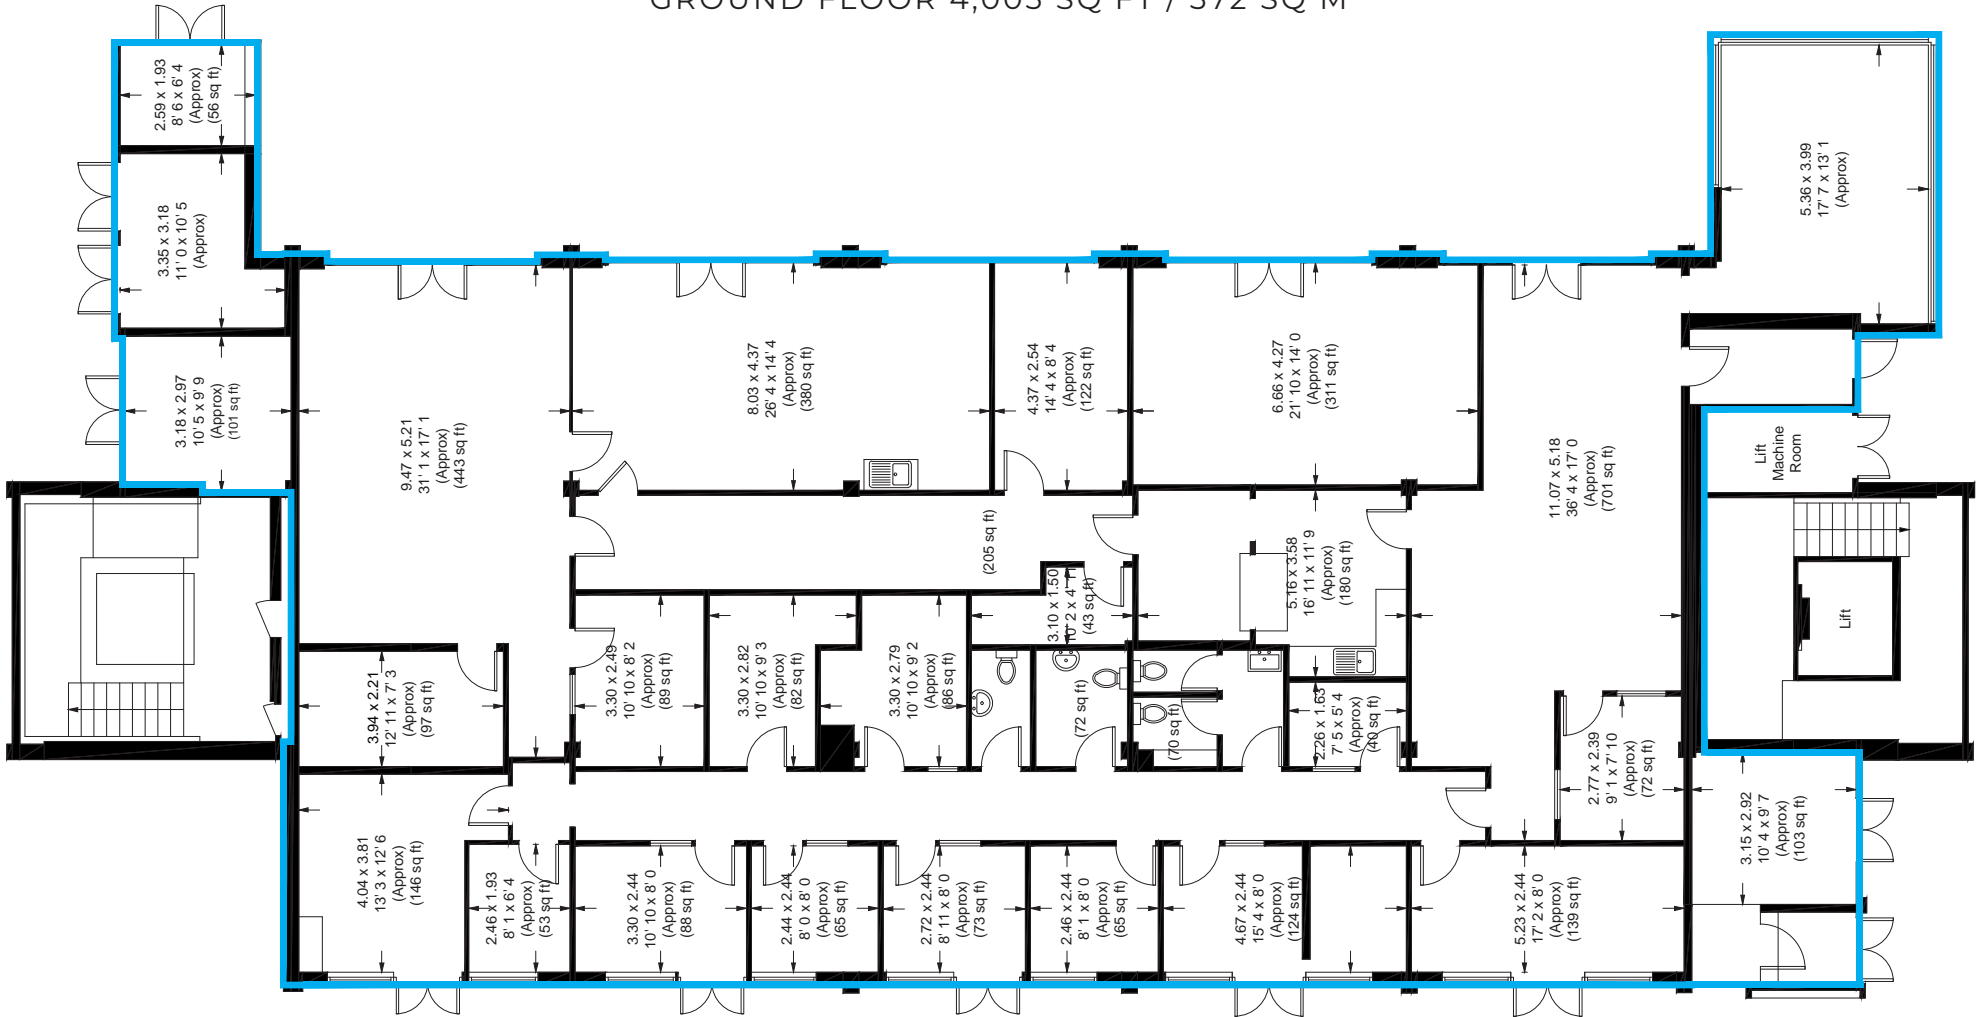 GROUND FLOOR 4,003 SQ FT / 372 SQ M
2.59 x 1.93
8' 6 x 6' 4
(Approx)
(56 sq ft)
3.35 x 3.18
11' 0 x 10' 5
(Approx)
3.18 x 2.97
10' 5 x 9' 9
(Approx)
(101 sq ft)
9.47 x 5.21
31' 1 x 17' 1
(Approx)
(443 sq ft)
8.03 x 4.37
26' 4 x 14' 4
(Approx)
(380 sq ft)
4.37 x 2.54
14' 4 x 8' 4
(Approx)
(122 sq ft)
6.66 x 4.27
21' 10 x 14' 0
(Approx)
(311 sq ft)
11.07 x 5.18
36' 4 x 17' 0
(Approx)
(701 sq ft)
5.36 x 3.99
17' 7 x 13' 1
(Approx)
Lift
Machine
Room
Lift
(205 sq ft)
3.10 x 1.50
10' 2 x 4' 11
(43 sq ft)
5.16 x 3.58
16' 11 x 11' 9
(Approx)
(180 sq ft)
3.94 x 2.21
12' 11 x 7' 3
(Approx)
(97 sq ft)
3.30 x 2.49
10' 10 x 8' 2
(Approx)
(89 sq ft)
3.30 x 2.82
10' 10 x 9' 3
(Approx)
(82 sq ft)
3.30 x 2.79
10' 10 x 9' 2
(Approx)
(86 sq ft)
(72 sq ft)
(70 sq ft)
2.26 x 1.63
7' 5 x 5' 4
(Approx)
(40 sq ft)
2.77 x 2.39
9' 1 x 7' 10
(Approx)
(72 sq ft)
3.15 x 2.92
10' 4 x 9' 7
(Approx)
(103 sq ft)
4.04 x 3.81
13' 3 x 12' 6
(Approx)
(146 sq ft)
2.46 x 1.93
8' 1 x 6' 4
(Approx)
(53 sq ft)
3.30 x 2.44
10' 10 x 8' 0
(Approx)
(88 sq ft)
2.44 x 2.44
8' 0 x 8' 0
(Approx)
(65 sq ft)
2.72 x 2.44
8' 11 x 8' 0
(Approx)
(73 sq ft)
2.46 x 2.44
8' 1 x 8' 0
(Approx)
(65 sq ft)
4.67 x 2.44
15' 4 x 8' 0
(Approx)
(124 sq ft)
5.23 x 2.44
17' 2 x 8' 0
(Approx)
(139 sq ft)